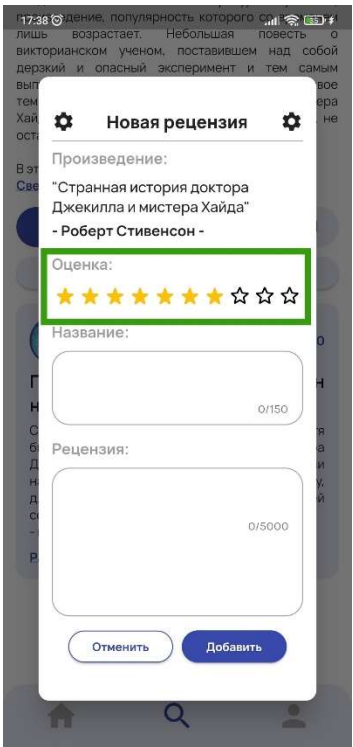 17:38
лишь возрастает. Небольшая повесть о
викторианском ученом, поставившем над собой
дерзкий и опасный эксперимент и тем самым
Новая рецензия
Произведение:
"Странная история доктора
Джекилла и мистера Хайда"
- Роберт Стивенсон -
Оценка:
Название:
0/150
Рецензия:
0/5000
Отменить
Добавить